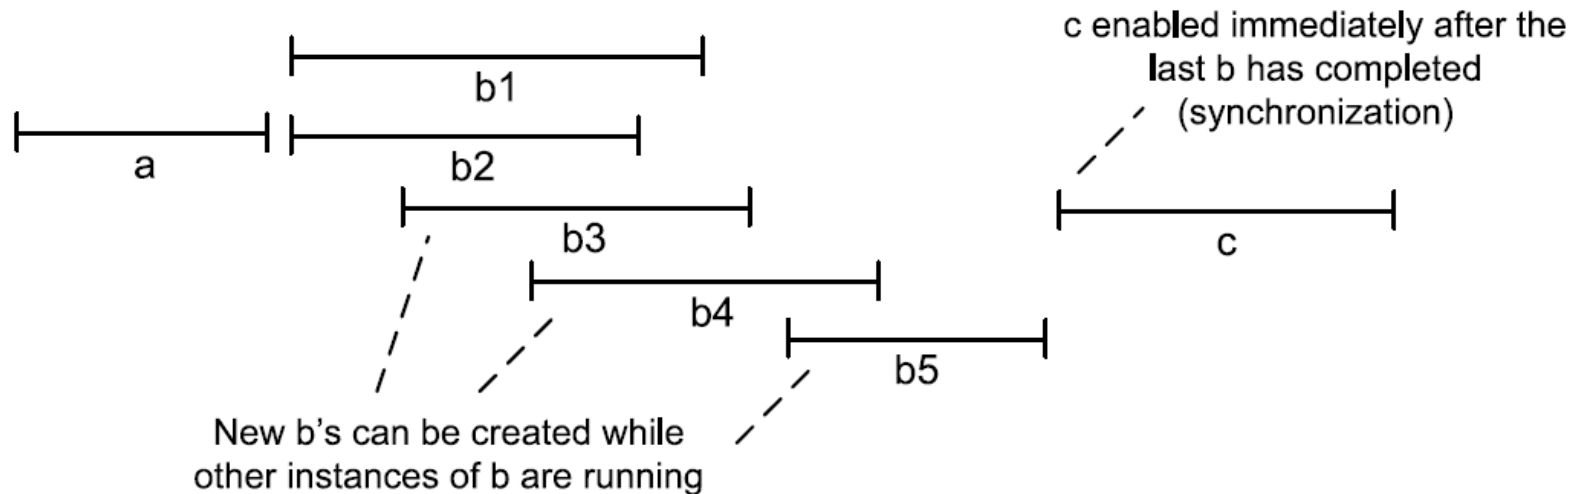 c enabled immediately after the
last b has completed
(synchronization)
b1
a
b2
b3
c
b4
b5
New b's can be created while
other instances of b are running